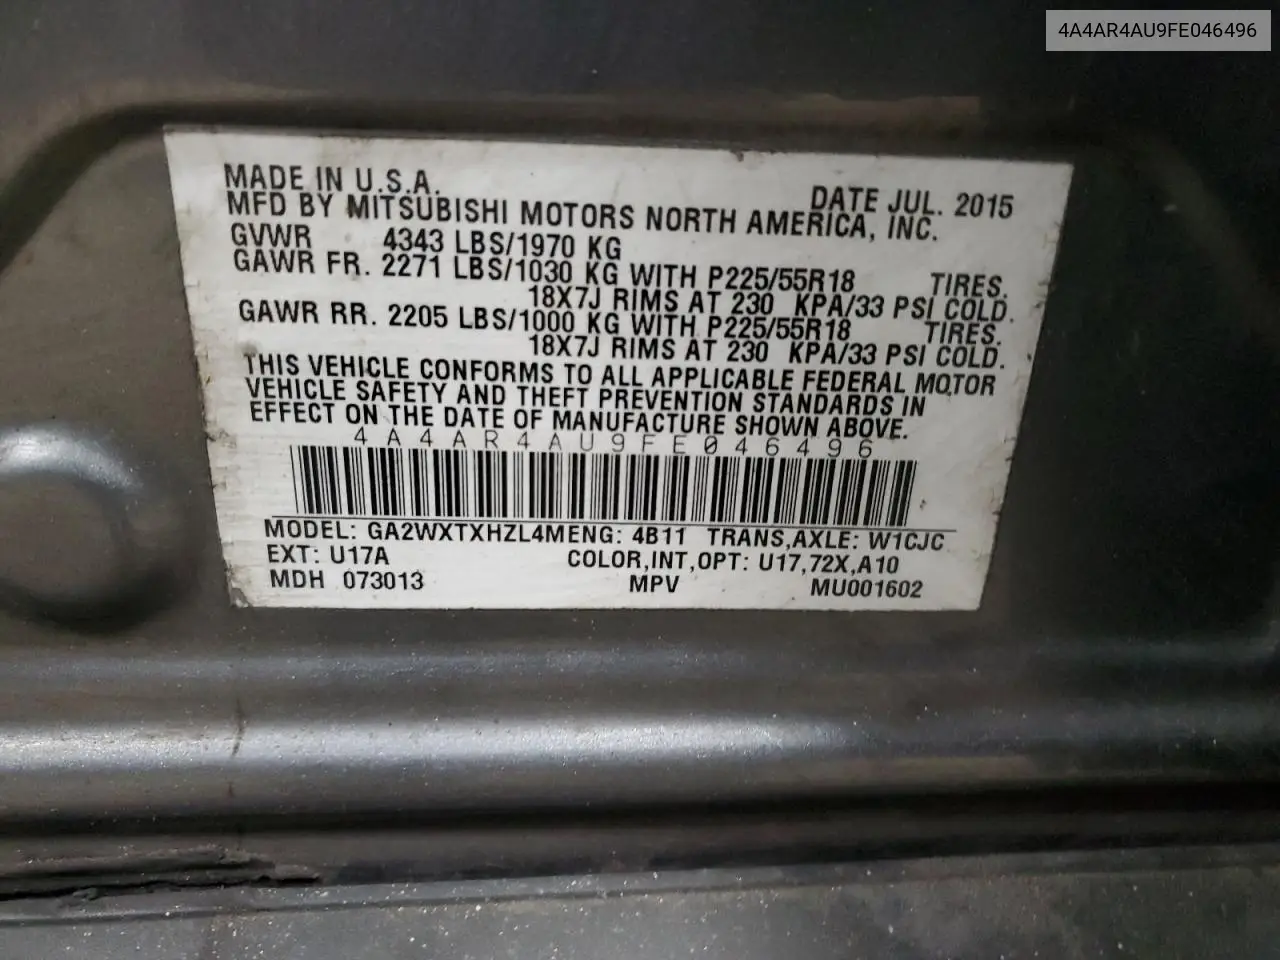 4A4AR4AU9FE046496
MADE IN U.S.A. DATE JUL. 2015
MFD BY MITSUBISHI MOTORS NORTH AMERICA, INC.
GVWR 4343 LBS/1970 KG
GAWR FR. 2271 LBS/1030 KG WITH P225/55R18 TIRES.
18X7J RIMS AT 230 KPA/33 PSI COLD.
GAWR RR. 2205 LBS/1000 KG WITH P225/55R18 TIRES.
18X7J RIMS AT 230 KPA/33 PSI COLD.
THIS VEHICLE CONFORMS TO ALL APPLICABLE FEDERAL MOTOR
VEHICLE SAFETY AND THEFT PREVENTION STANDARDS IN
EFFECT ON THE DATE OF MANUFACTURE SHOWN ABOVE.
4A4AR4AU9FE046496
MODEL: GA2WXTXHZL4MENG: 4B11 TRANS,AXLE: W1CJC
EXT: U17A COLOR,INT,OPT: U17,72X,A10
MDH 073013 MPV MU001602